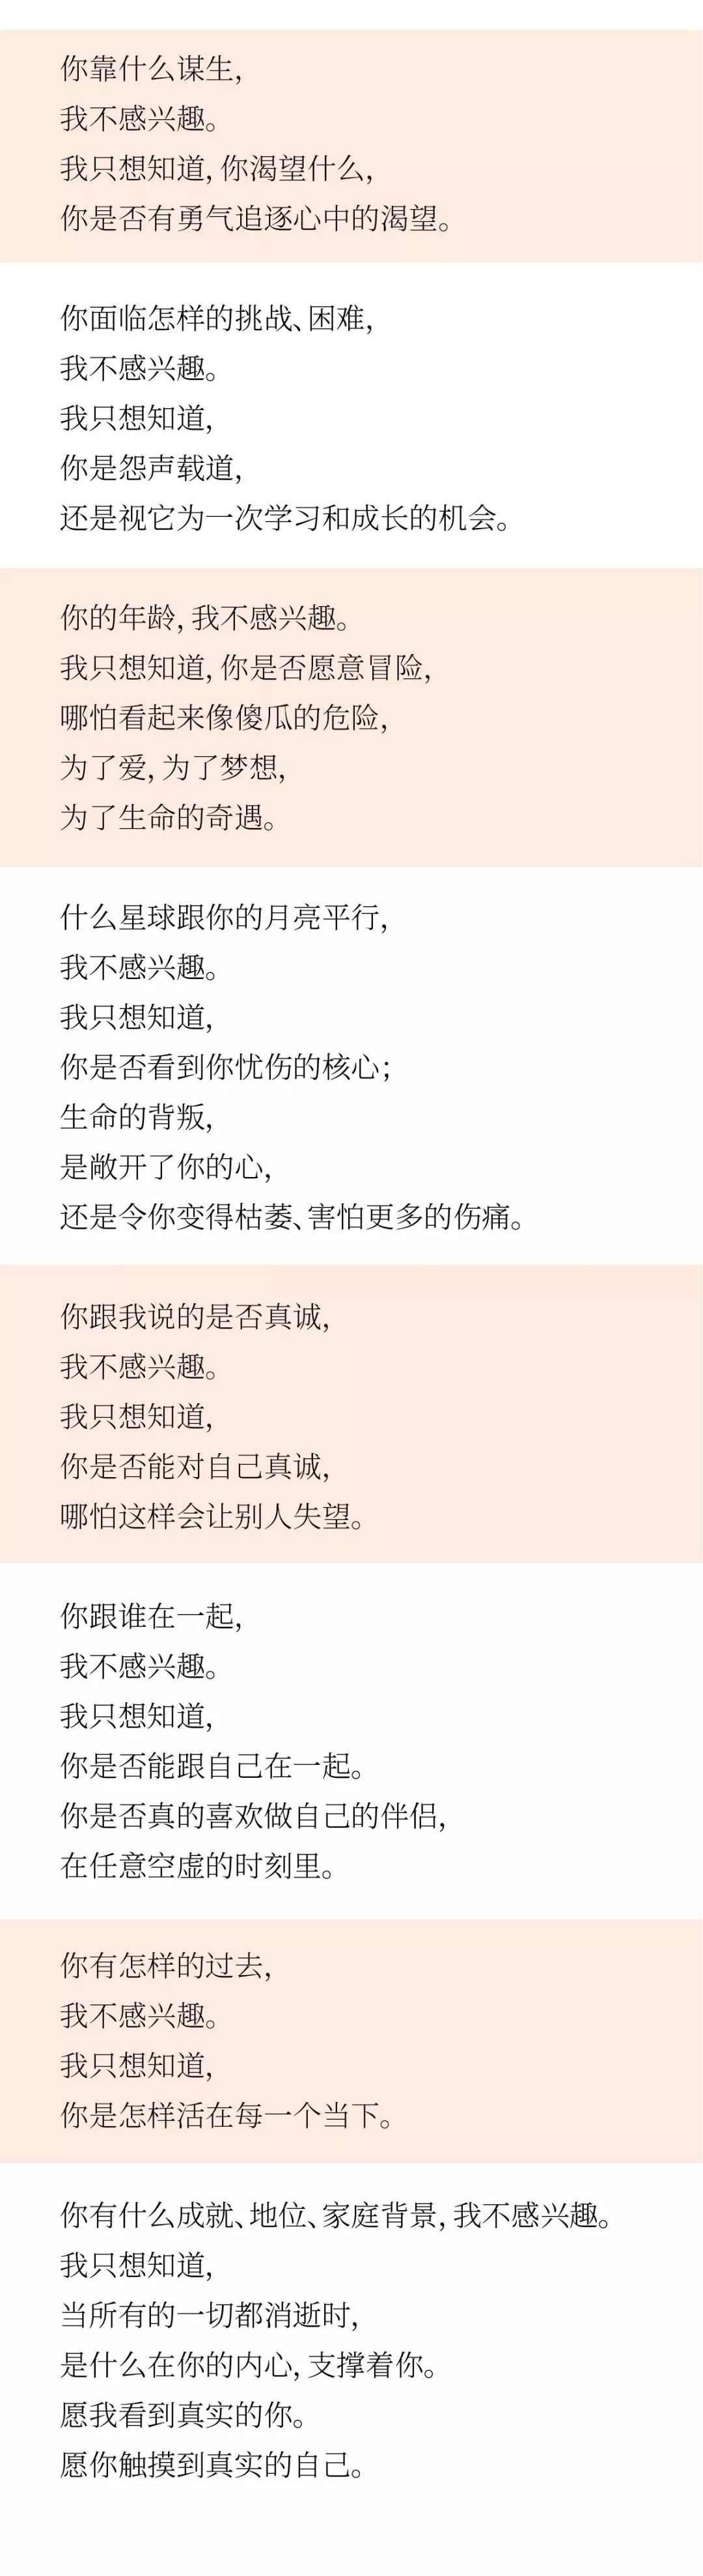 你靠什么谋生，
我不感兴趣。
我只想知道，你渴望什么，
你是否有勇气追逐心中的渴望。
你面临怎样的挑战、困难，
我不感兴趣。
我只想知道，
你是怨声载道，
还是视它为一次学习和成长的机会。
你的年龄，我不感兴趣。
我只想知道，你是否愿意冒险，
哪怕看起来像傻瓜的危险，
为了爱，为了梦想，
为了生命的奇遇。
什么星球跟你的月亮平行，
我不感兴趣。
我只想知道，
你是否看到你忧伤的核心；
生命的背叛，
是敞开了你的心，
还是令你变得枯萎、害怕更多的伤痛。
你跟我说的是否真诚，
我不感兴趣。
我只想知道，
你是否能对自己真诚，
哪怕这样会让别人失望。
你跟谁在一起，
我不感兴趣。
我只想知道，
你是否能跟自己在一起。
你是否真的喜欢做自己的伴侣，
在任意空虚的时刻里。
你有怎样的过去，
我不感兴趣。
我只想知道，
你是怎样活在每一个当下。
你有什么成就、地位、家庭背景，我不感兴趣。
我只想知道，
当所有的一切都消逝时，
是什么在你的内心，支撑着你。
愿我看到真实的你。
愿你触摸到真实的自己。